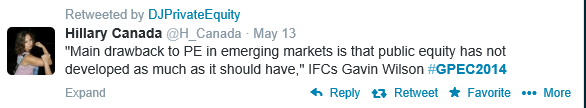 Retweeted by DJPrivateEquity
Hillary Canada @H_Canada · May 13
"Main drawback to PE in emerging markets is that public equity has not
developed as much as it should have," IFCs Gavin Wilson #GPEC2014
Expand Reply Retweet Favorite More